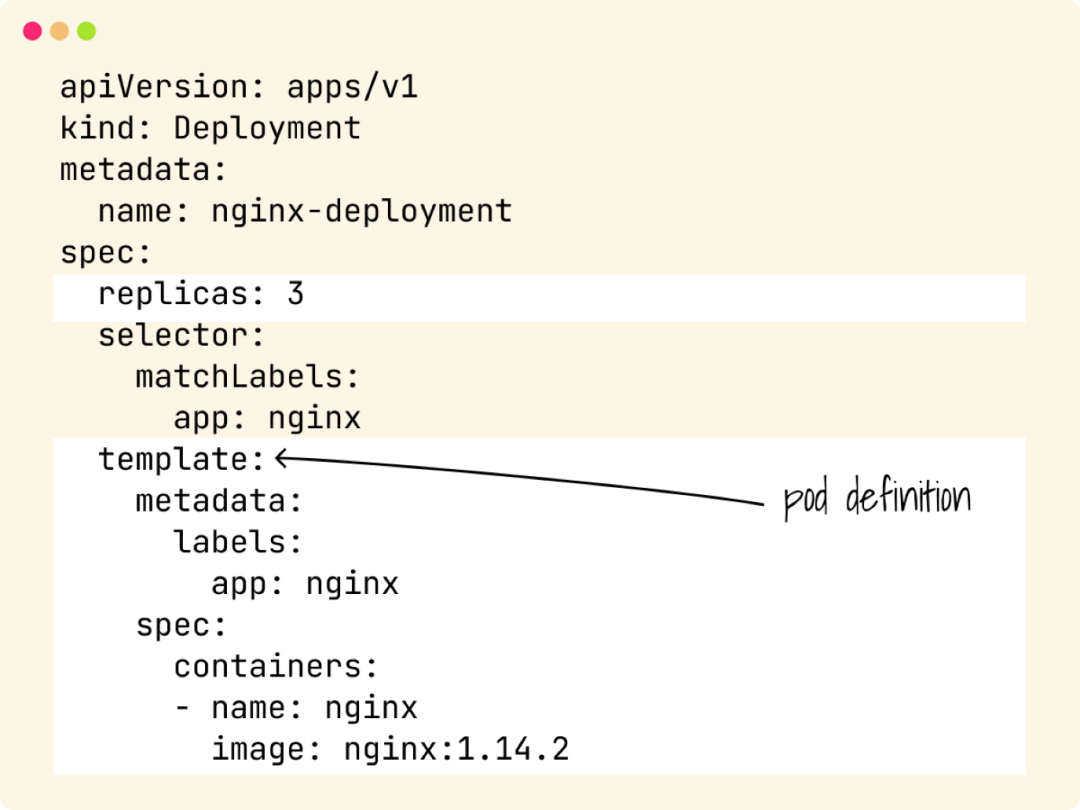 apiVersion: apps/v1
kind: Deployment
metadata:
  name: nginx-deployment
spec:
  replicas: 3
  selector:
    matchLabels:
      app: nginx
  template:
pod definition
    metadata:
      labels:
        app: nginx
    spec:
      containers:
      - name: nginx
        image: nginx:1.14.2